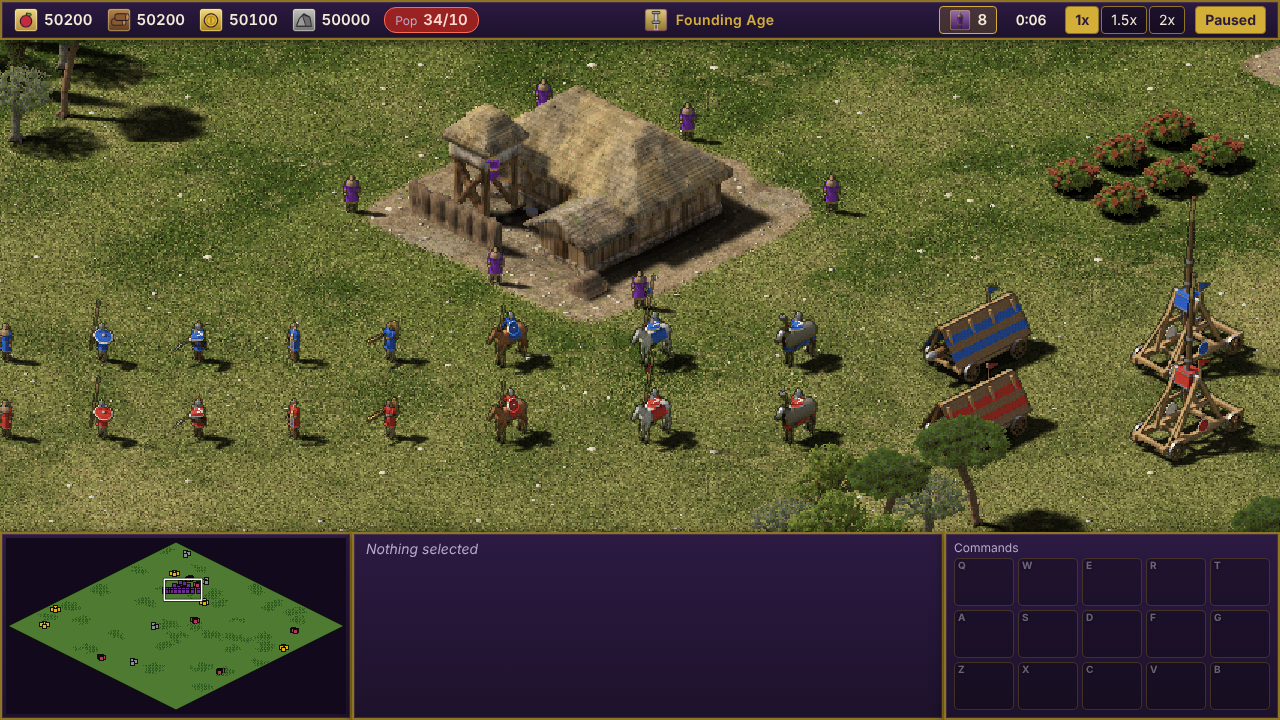 50200 50200 50100 50000 Pop 34/10 Founding Age 8 0:06 1x 1.5x 2x Paused
Nothing selected
Commands
Q W E R T
A S D F G
Z X C V B